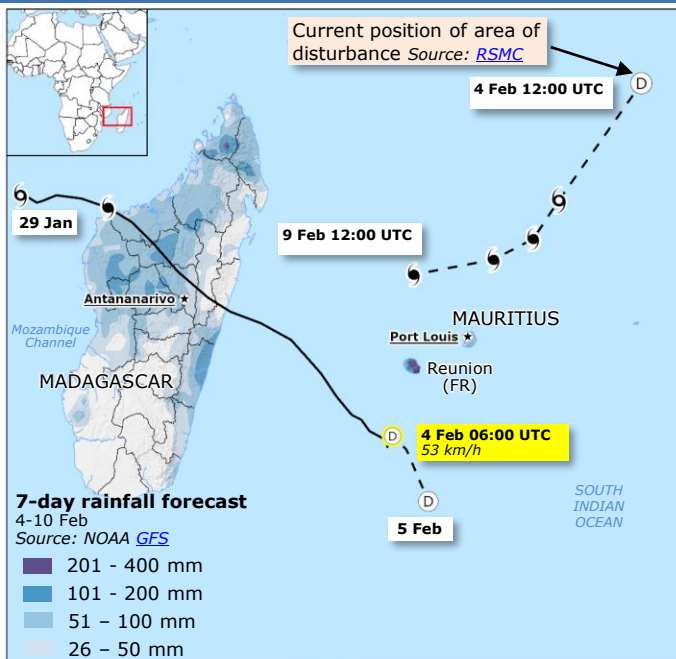 Current position of area of
disturbance Source: RSMC
D
4 Feb 12:00 UTC
29 Jan
9 Feb 12:00 UTC
Antananarivo
MAURITIUS
Port Louis
Mozambique
Channel
Reunion
(FR)
MADAGASCAR
D
4 Feb 06:00 UTC
53 km/h
7-day rainfall forecast
4-10 Feb
Source: NOAA GFS
D
5 Feb
SOUTH
INDIAN
OCEAN
201 - 400 mm
101 - 200 mm
51 – 100 mm
26 – 50 mm